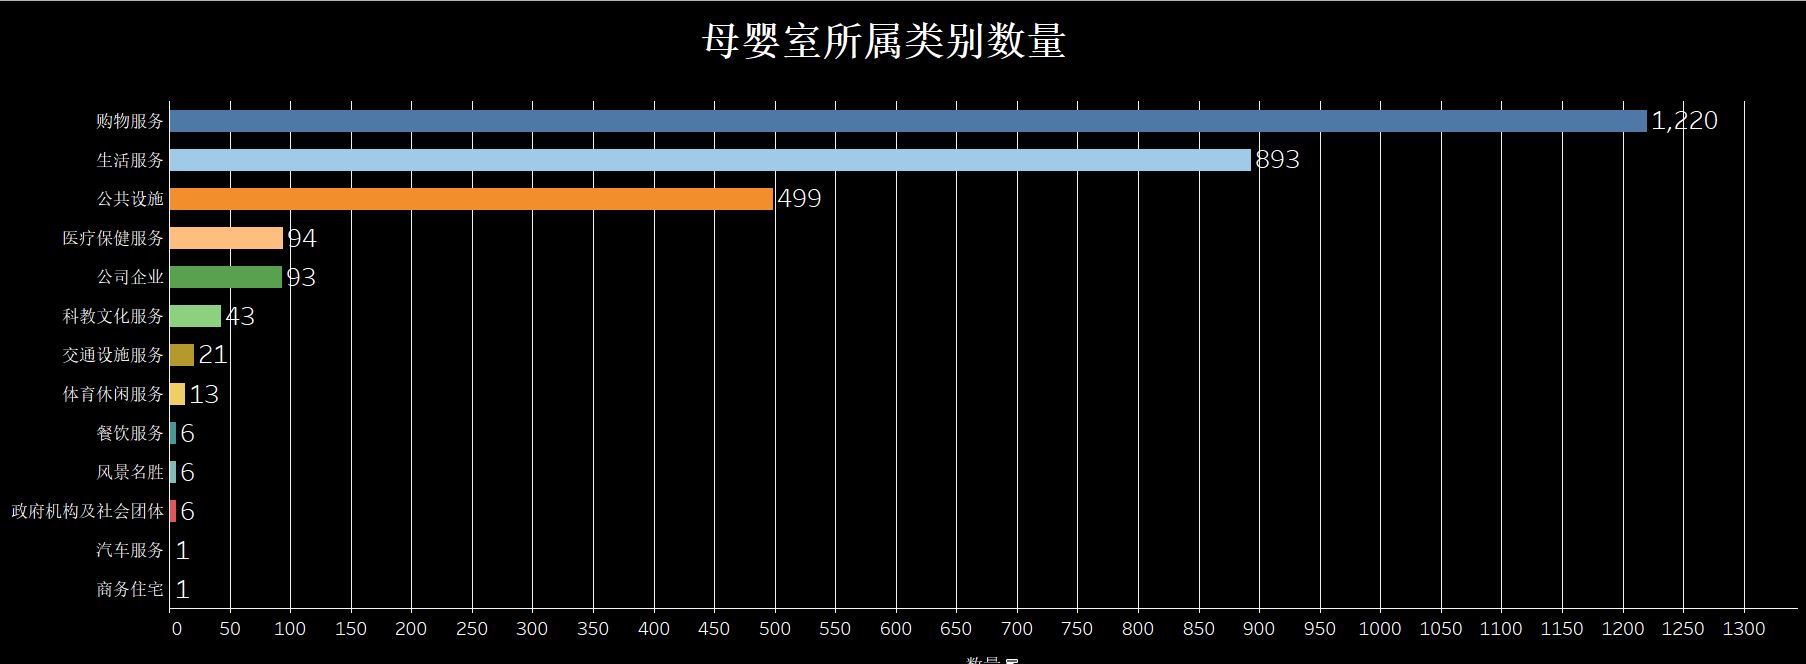 母婴室所属类别数量
购物服务 1,220
生活服务 893
公共设施 499
医疗保健服务 94
公司企业 93
科教文化服务 43
交通设施服务 21
体育休闲服务 13
餐饮服务 6
风景名胜 6
政府机构及社会团体 6
汽车服务 1
商务住宅 1
0 50 100 150 200 250 300 350 400 450 500 550 600 650 700 750 800 850 900 950 1000 1050 1100 1150 1200 1250 1300
数量